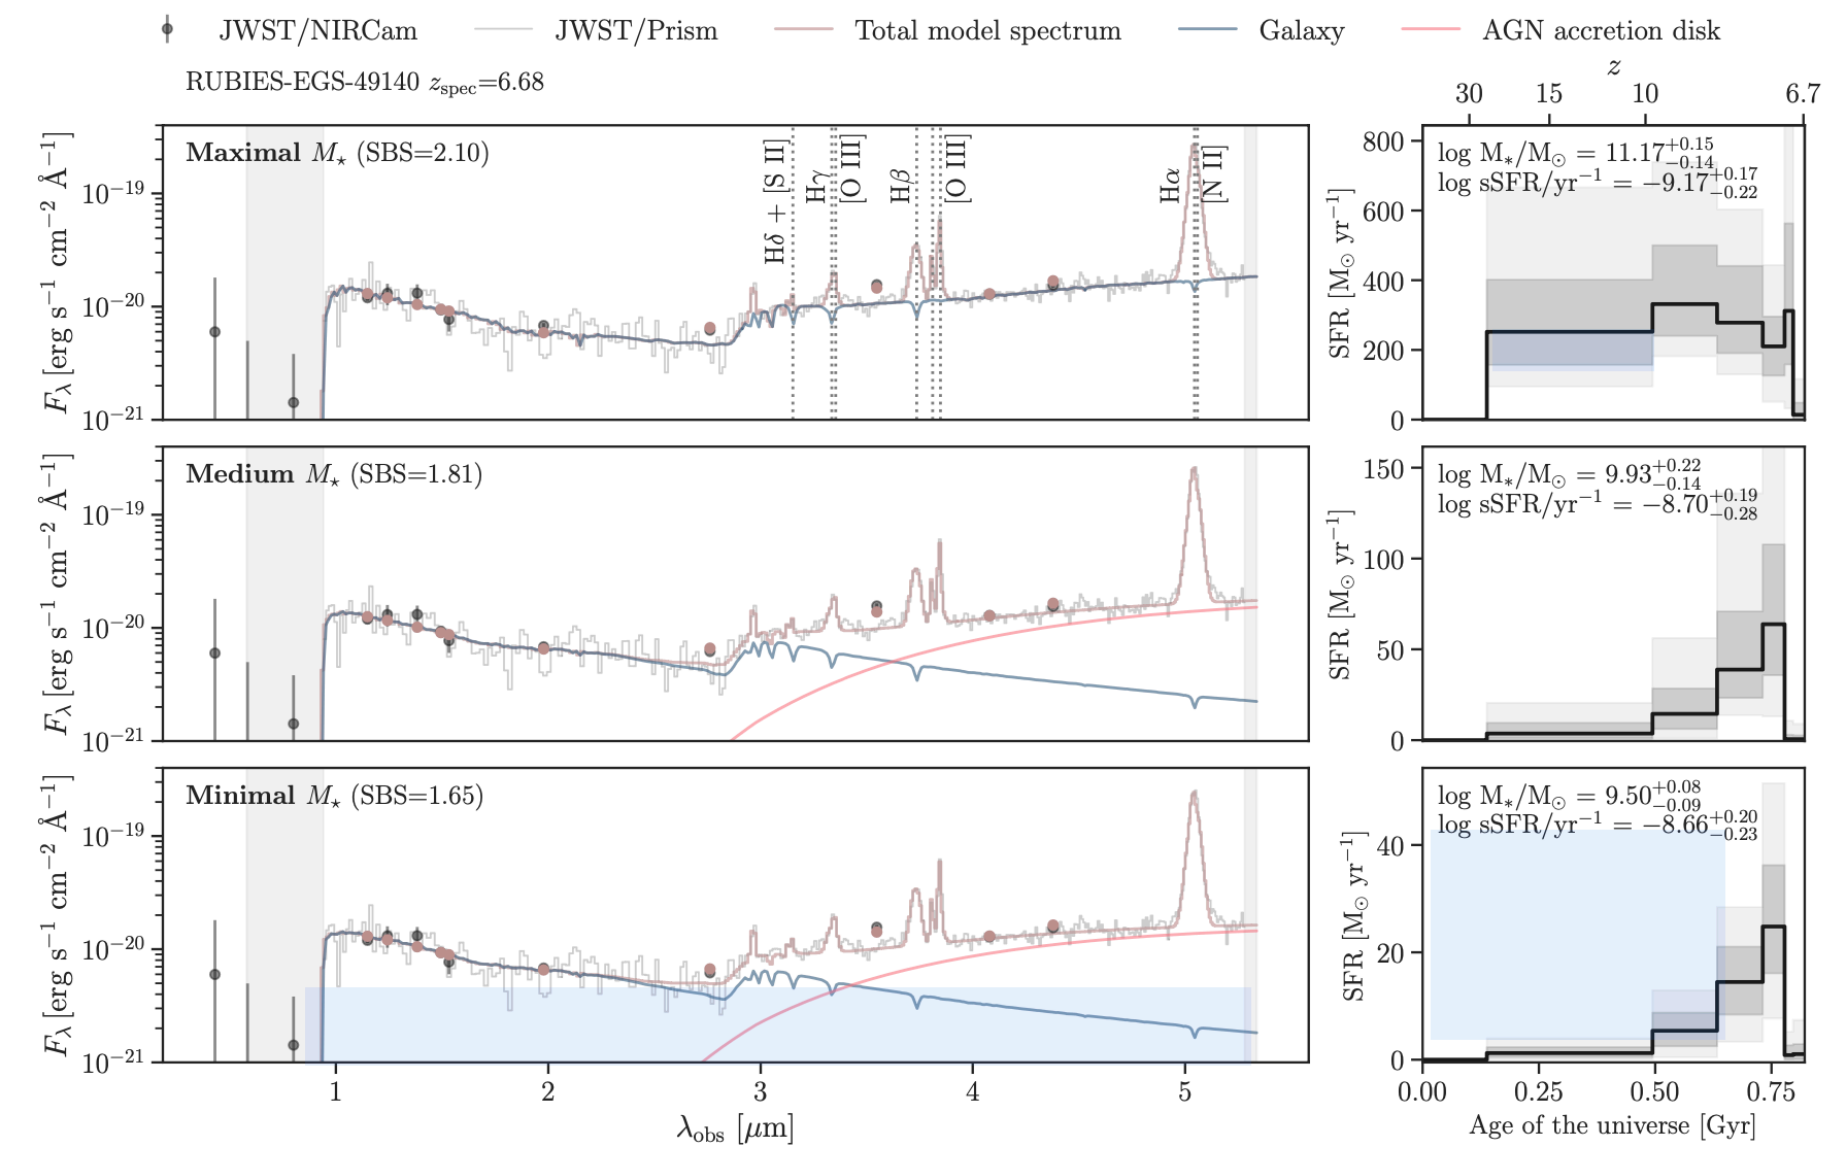 JWST/NIRCam JWST/Prism Total model spectrum Galaxy AGN accretion disk
RUBIES-EGS-49140 z_spec=6.68
z
30 15 10 6.7
Maximal M⋆ (SBS=2.10)
Hδ + [S II]
Hγ
[O III]
Hβ
[O III]
Hα
[N II]
F_λ [erg s⁻¹ cm⁻² Å⁻¹]
10⁻¹⁹
10⁻²⁰
10⁻²¹
log M∗/M⊙ = 11.17^{+0.15}_{−0.14}
log sSFR/yr⁻¹ = −9.17^{+0.17}_{−0.22}
SFR [M⊙ yr⁻¹]
800
600
400
200
0
Medium M⋆ (SBS=1.81)
F_λ [erg s⁻¹ cm⁻² Å⁻¹]
10⁻¹⁹
10⁻²⁰
10⁻²¹
log M∗/M⊙ = 9.93^{+0.22}_{−0.14}
log sSFR/yr⁻¹ = −8.70^{+0.19}_{−0.28}
SFR [M⊙ yr⁻¹]
150
100
50
0
Minimal M⋆ (SBS=1.65)
F_λ [erg s⁻¹ cm⁻² Å⁻¹]
10⁻¹⁹
10⁻²⁰
10⁻²¹
1 2 3 4 5
λ_obs [μm]
log M∗/M⊙ = 9.50^{+0.08}_{−0.09}
log sSFR/yr⁻¹ = −8.66^{+0.20}_{−0.23}
SFR [M⊙ yr⁻¹]
40
20
0
0.00 0.25 0.50 0.75
Age of the universe [Gyr]